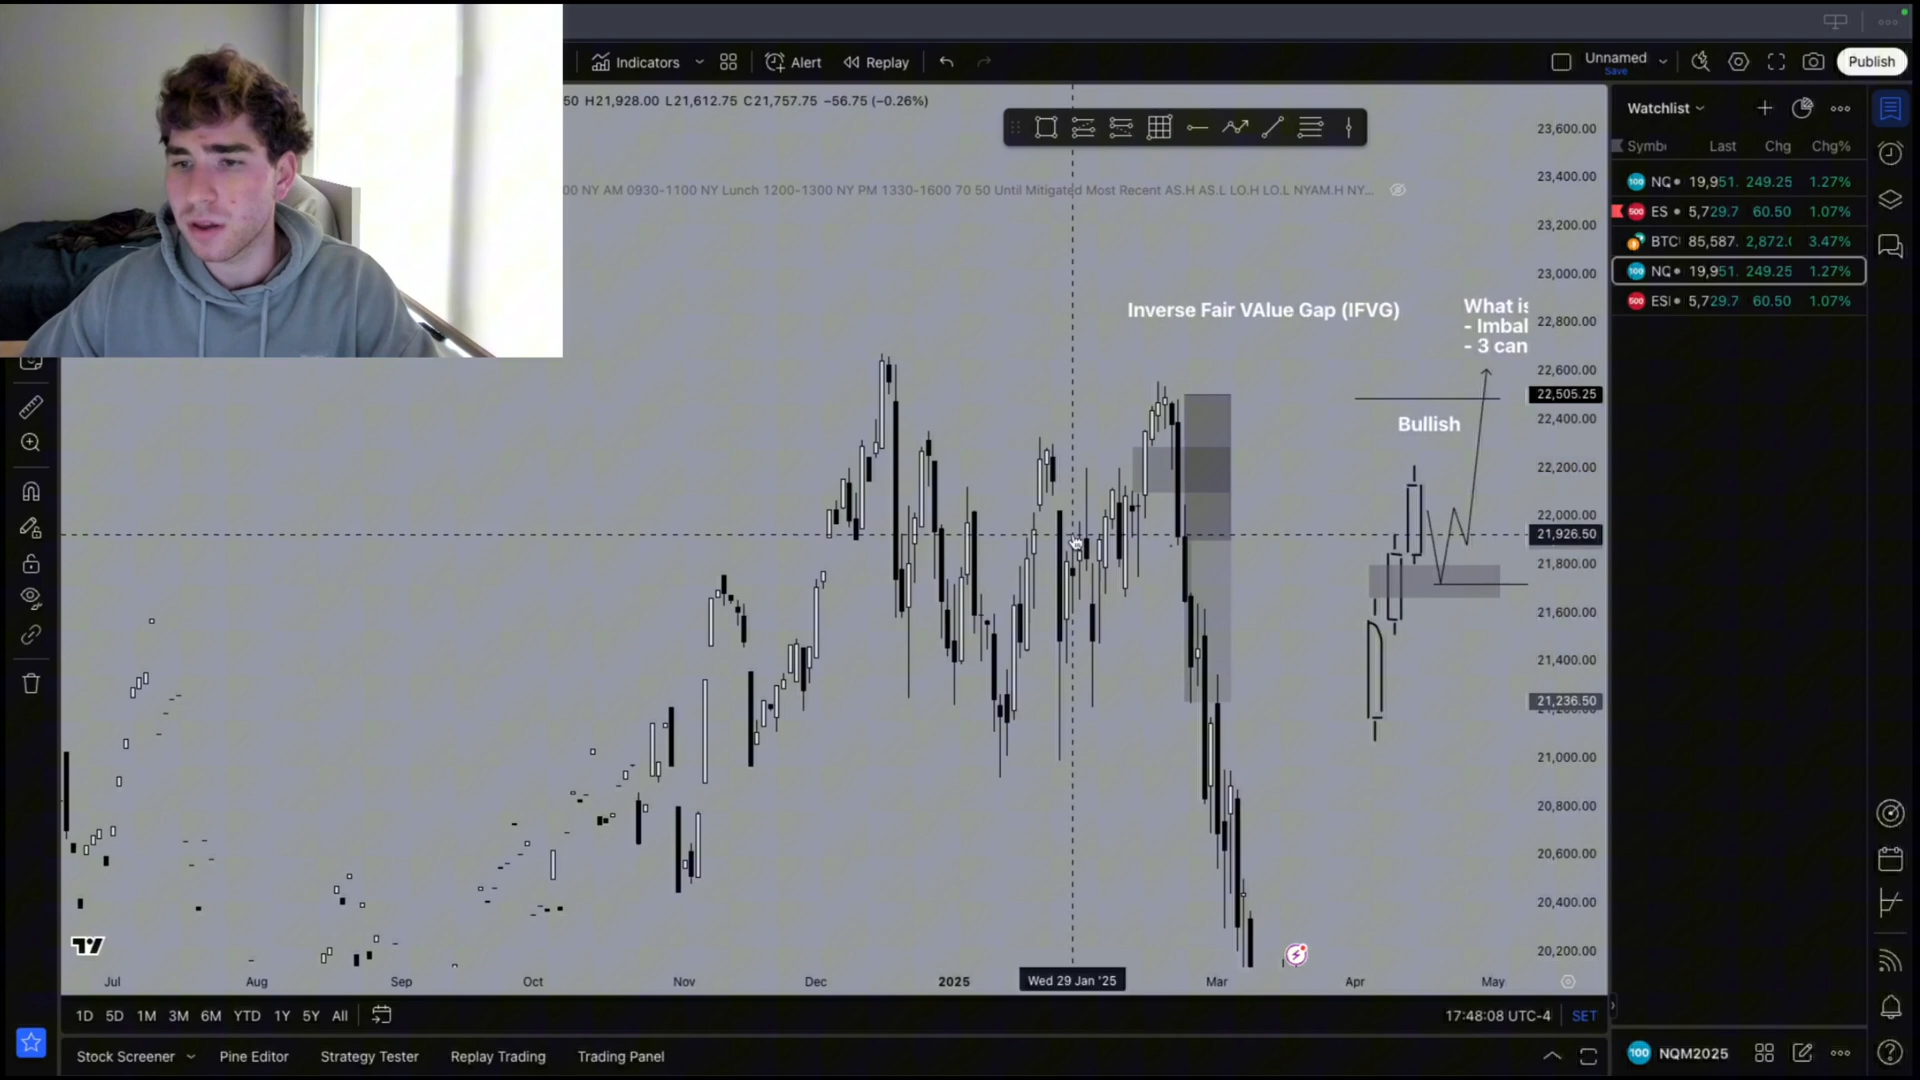 Indicators
Alert
Replay
Unnamed
Save
Publish
50 H21,928.00 L21,612.75 C21,757.75 −56.75 (−0.26%)
00 NY AM 0930-1100 NY Lunch 1200-1300 NY PM 1330-1600 70 50 Until Mitigated Most Recent AS.H AS.L LO.H LO.L NYAM.H NY...
Watchlist
Last Chg Chg%
NQ 19,951. 249.25 1.27%
ES 5,729.7 60.50 1.07%
BTC 85,587. 2,872.0 3.47%
NQ 19,951. 249.25 1.27%
ES 5,729.7 60.50 1.07%
Inverse Fair VAlue Gap (IFVG)
What is
- Imbal
- 3 can
Bullish
23,600.00
23,400.00
23,200.00
23,000.00
22,800.00
22,600.00
22,505.25
22,400.00
22,200.00
22,000.00
21,926.50
21,800.00
21,600.00
21,400.00
21,236.50
21,000.00
20,800.00
20,600.00
20,400.00
20,200.00
Jul Aug Sep Oct Nov Dec 2025 Wed 29 Jan '25 Mar Apr May
1D 5D 1M 3M 6M YTD 1Y 5Y All
17:48:08 UTC-4 SET
Stock Screener Pine Editor Strategy Tester Replay Trading Trading Panel
100 NQM2025